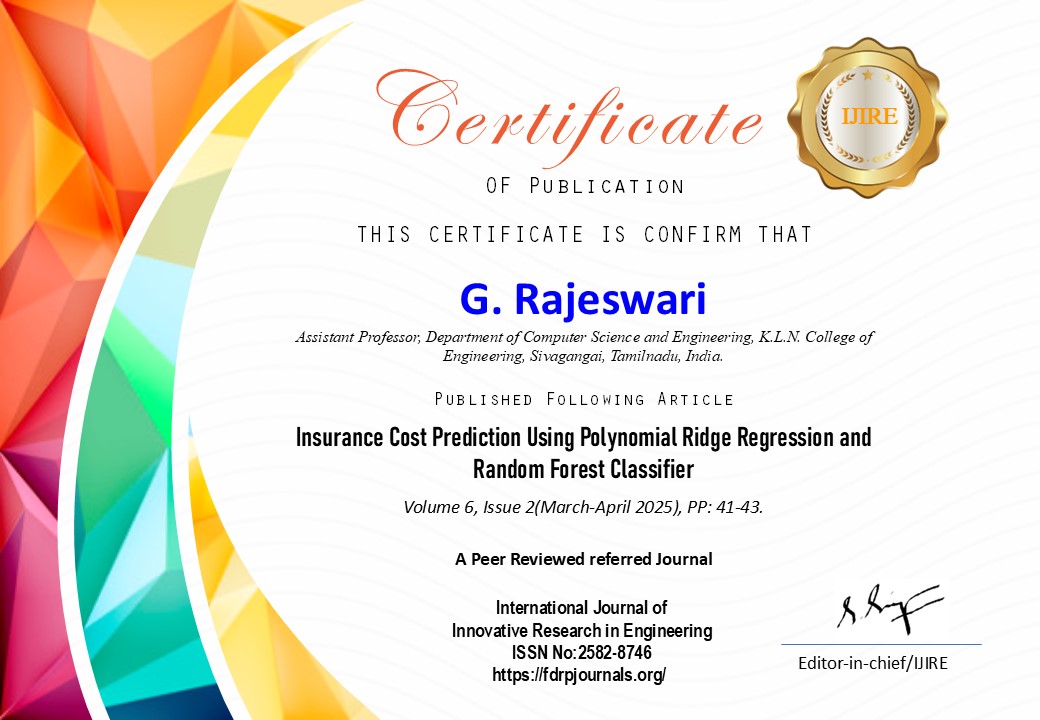 Certificate
IJIRE
OF PUBLICATION
THIS CERTIFICATE IS CONFIRM THAT
G. Rajeswari
Assistant Professor, Department of Computer Science and Engineering, K.L.N. College of
Engineering, Sivagangai, Tamilnadu, India.
PUBLISHED FOLLOWING ARTICLE
Insurance Cost Prediction Using Polynomial Ridge Regression and
Random Forest Classifier
Volume 6, Issue 2(March-April 2025), PP: 41-43.
A Peer Reviewed referred Journal
International Journal of
Innovative Research in Engineering
ISSN No:2582-8746
https://fdrpjournals.org/
Editor-in-chief/IJIRE